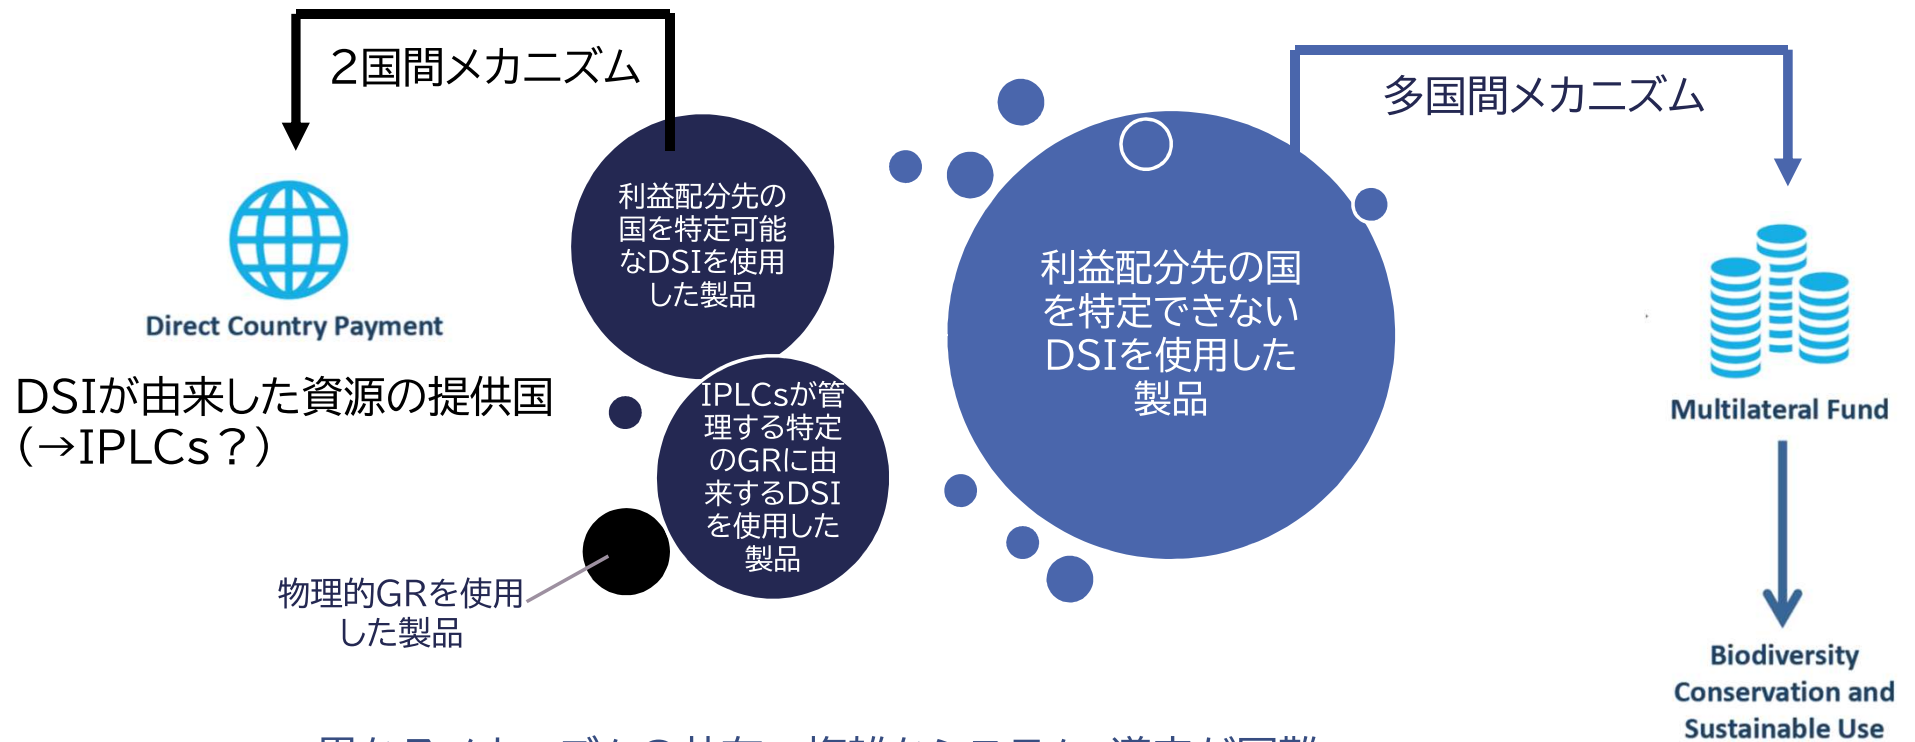 2国間メカニズム
多国間メカニズム
利益配分先の
国を特定可能
なDSIを使用
した製品
利益配分先の国
を特定できない
DSIを使用した
製品
Direct Country Payment
DSIが由来した資源の提供国
(→IPLCs？)
IPLCsが管
理する特定
のGRに由
来するDSI
を使用した
製品
物理的GRを使用
した製品
Multilateral Fund
Biodiversity
Conservation and
Sustainable Use